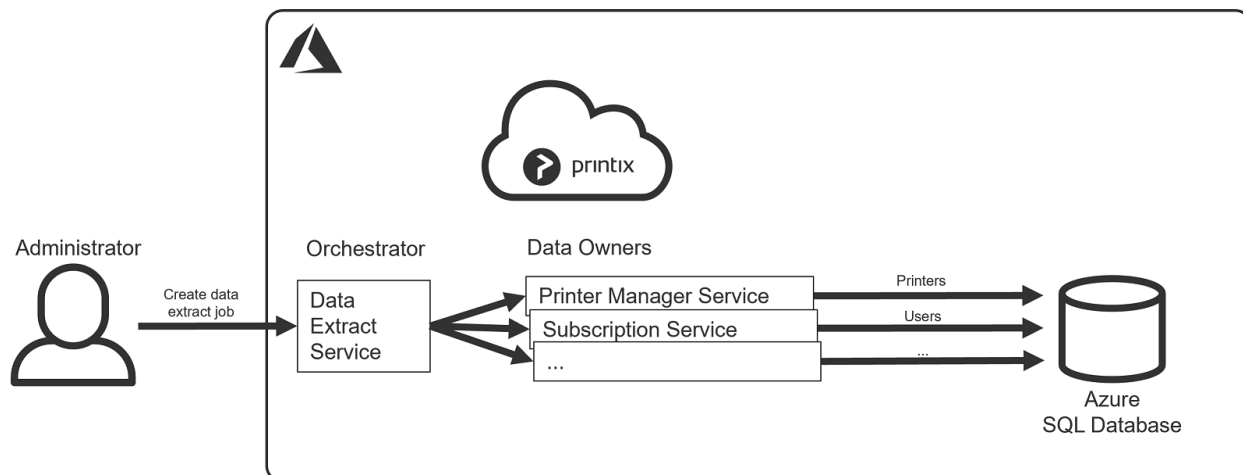 printix
Administrator
Orchestrator
Data Owners
Create data
extract job
Data
Extract
Service
Printer Manager Service
Subscription Service
...
Printers
Users
...
Azure
SQL Database